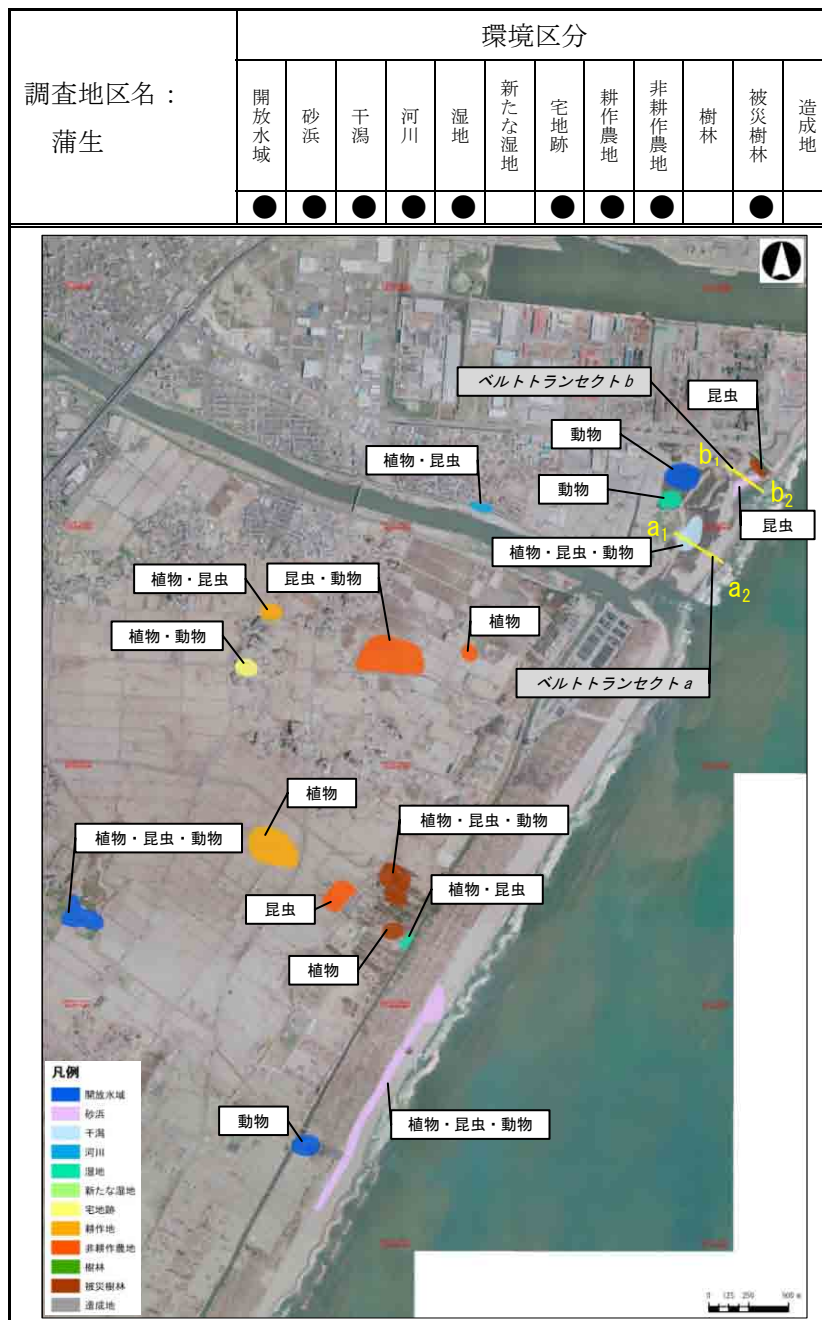 調査地区名:
蒲生
環境区分
開放水域
砂浜
干潟
河川
湿地
新たな湿地
宅地跡
耕作農地
非耕作農地
樹林
被災樹林
造成地
● ● ● ● ● ● ● ● ●
ベルトトランセクトb
昆虫
動物
植物・昆虫
b1
動物
b2
昆虫
a1
植物・昆虫・動物
a2
植物・昆虫
昆虫・動物
植物
植物・動物
ベルトトランセクトa
植物
植物・昆虫・動物
植物・昆虫・動物
植物・昆虫
昆虫
植物
動物
植物・昆虫・動物
凡例
開放水域
砂浜
干潟
河川
湿地
新たな湿地
宅地跡
耕作地
非耕作農地
樹林
被災樹林
造成地
0 125 250 500 m